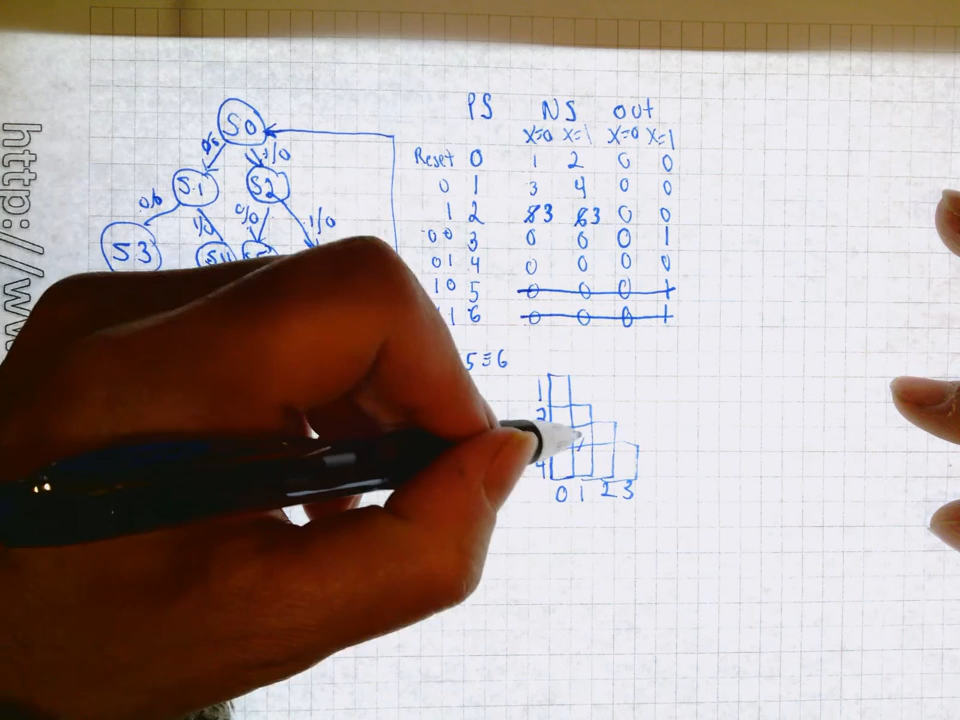 PS NS out
x=0 x=1 x=0 x=1
Reset 0 1 2 0 0
0 1 3 4 0 0
1 2 3 3 0 0
00 3 0 0 0 1
01 4 0 0 0 0
10 5 0 0 0 1
1 6 0 0 0 1
5≡6
1
2
4
0 1 2 3
S0
1/0
S1 S2
0/0 1/0 0/0 1/0
S3
http://ww